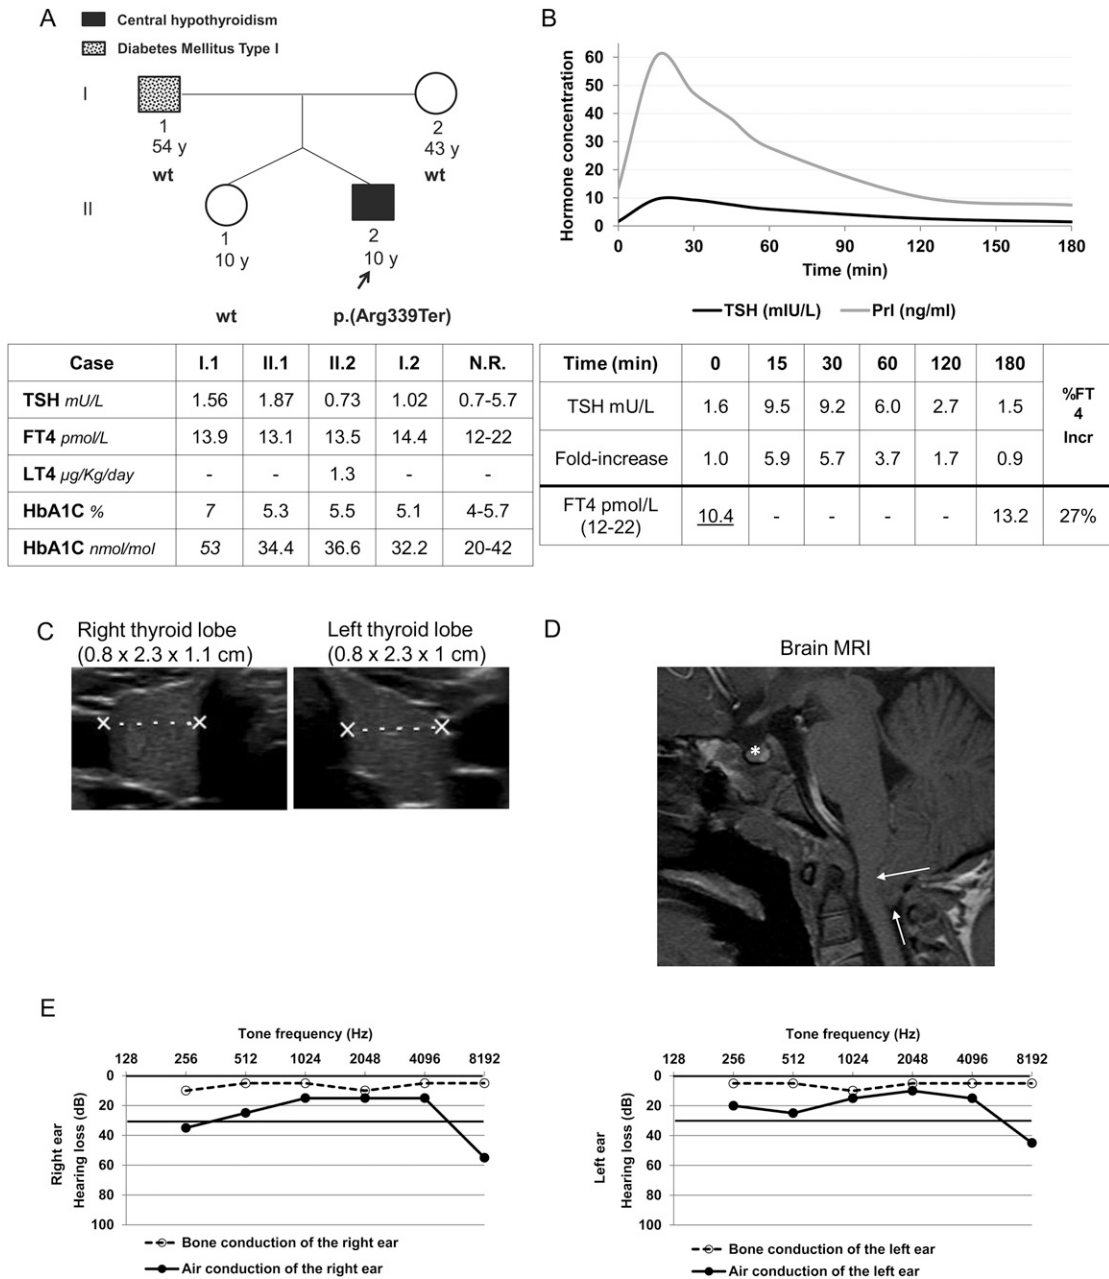 A
Central hypothyroidism
Diabetes Mellitus Type I
I
1
2
54 y
43 y
wt
wt
II
1
2
10 y
10 y
wt
p.(Arg339Ter)
Case I.1 II.1 II.2 I.2 N.R.
TSH mU/L 1.56 1.87 0.73 1.02 0.7-5.7
FT4 pmol/L 13.9 13.1 13.5 14.4 12-22
LT4 µg/Kg/day - - 1.3 - -
HbA1C % 7 5.3 5.5 5.1 4-5.7
HbA1C nmol/mol 53 34.4 36.6 32.2 20-42
B
Hormone concentration
60
50
40
30
20
10
0
0 30 60 90 120 150 180
Time (min)
TSH (mIU/L) Prl (ng/ml)
Time (min) 0 15 30 60 120 180 %FT
4
Incr
TSH mU/L 1.6 9.5 9.2 6.0 2.7 1.5
Fold-increase 1.0 5.9 5.7 3.7 1.7 0.9
FT4 pmol/L
(12-22) 10.4 - - - - 13.2 27%
C
Right thyroid lobe
(0.8 x 2.3 x 1.1 cm)
Left thyroid lobe
(0.8 x 2.3 x 1 cm)
D
Brain MRI
*
E
Tone frequency (Hz)
128 256 512 1024 2048 4096 8192
Right ear
Hearing loss (dB)
0
20
40
60
80
100
Bone conduction of the right ear
Air conduction of the right ear
Tone frequency (Hz)
128 256 512 1024 2048 4096 8192
Left ear
Hearing loss (dB)
0
20
40
60
80
100
Bone conduction of the left ear
Air conduction of the left ear